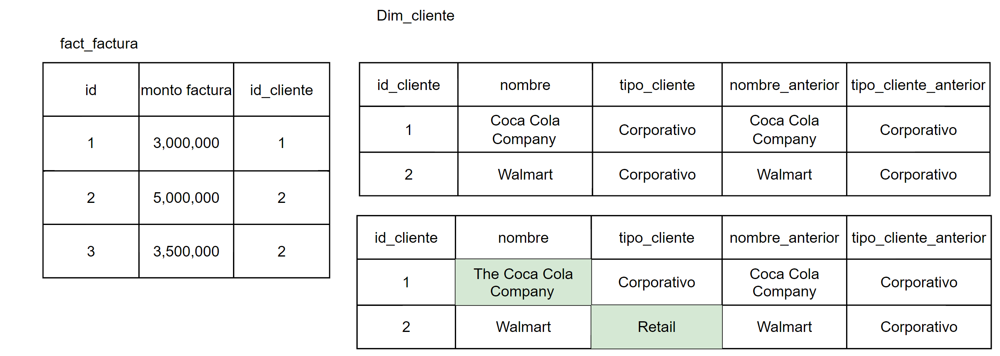 Dim_cliente
fact_factura
id monto factura id_cliente
1 3,000,000 1
2 5,000,000 2
3 3,500,000 2
id_cliente nombre tipo_cliente nombre_anterior tipo_cliente_anterior
1 Coca Cola Company Corporativo Coca Cola Company Corporativo
2 Walmart Corporativo Walmart Corporativo
id_cliente nombre tipo_cliente nombre_anterior tipo_cliente_anterior
1 The Coca Cola Company Corporativo Coca Cola Company Corporativo
2 Walmart Retail Walmart Corporativo